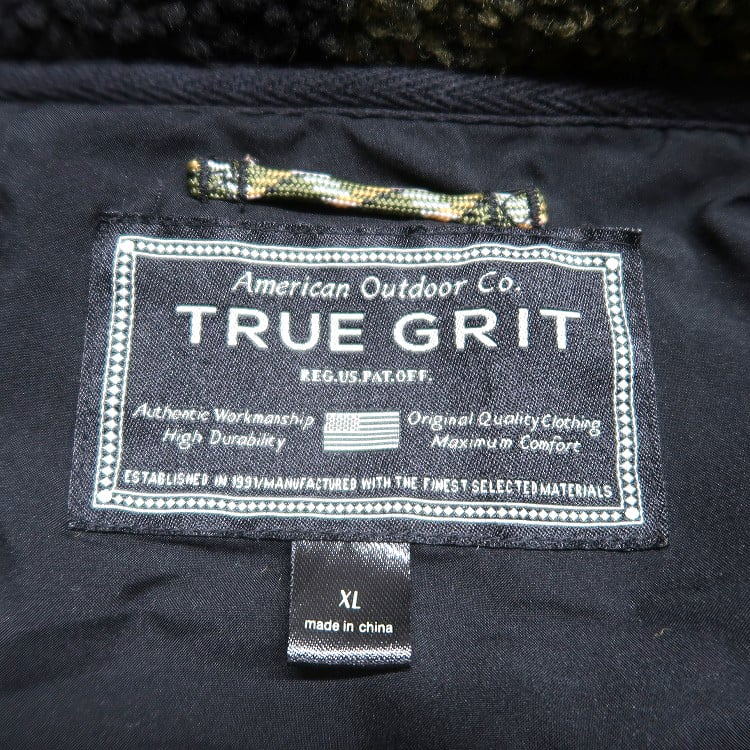 American Outdoor Co.
TRUE GRIT
REG.US.PAT.OFF.
Authentic Workmanship
High Durability
Original Quality Clothing
Maximum Comfort
ESTABLISHED IN 1991/MANUFACTURED WITH THE FINEST SELECTED MATERIALS
XL
made in china